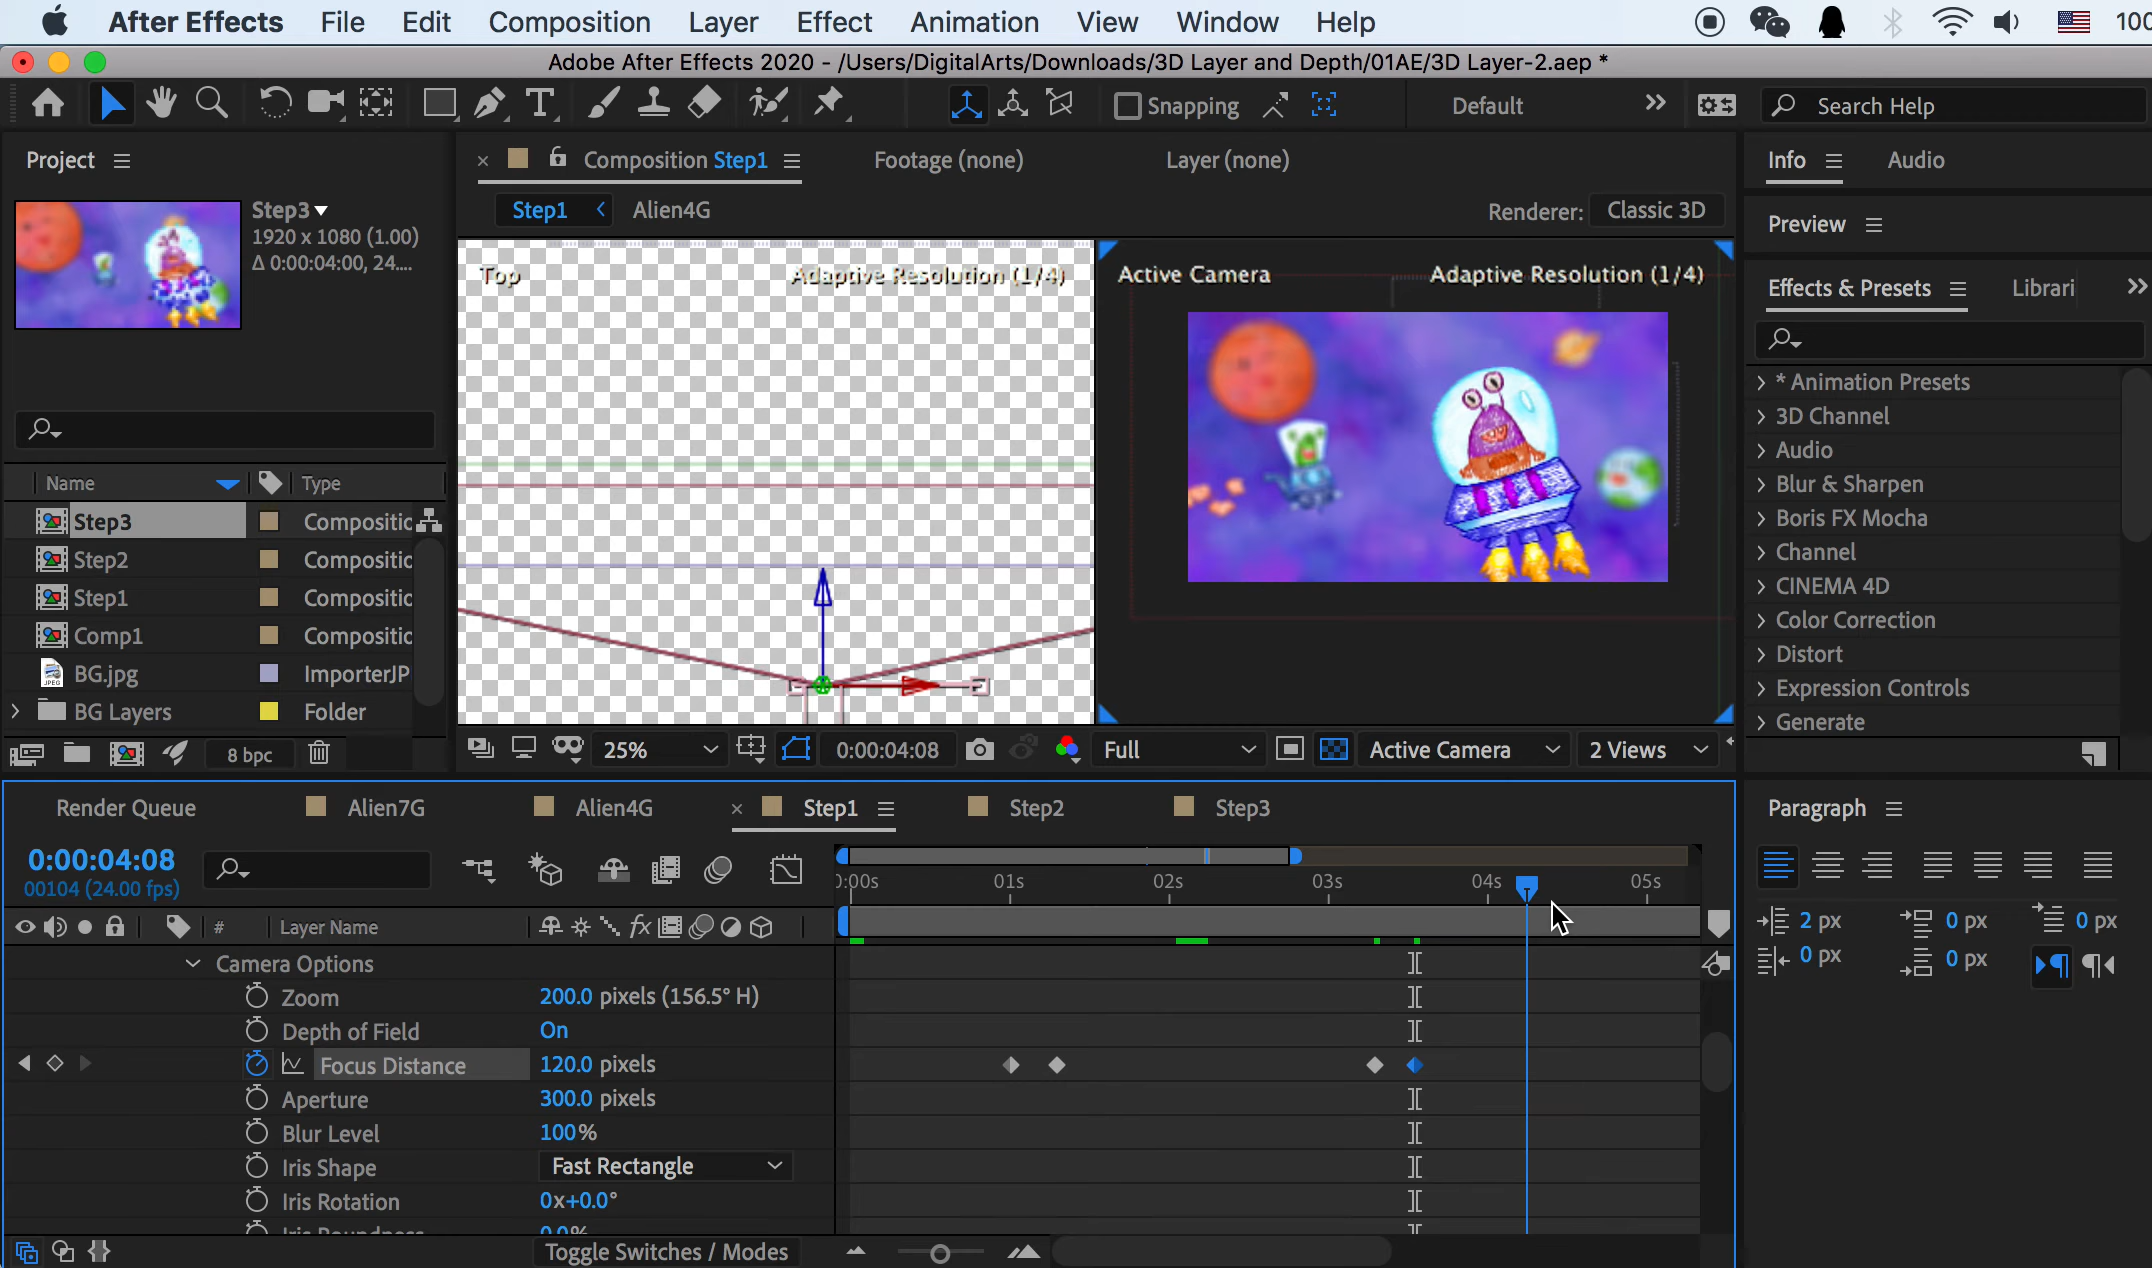 After Effects File Edit Composition Layer Effect Animation View Window Help
Adobe After Effects 2020 - /Users/DigitalArts/Downloads/3D Layer and Depth/01AE/3D Layer-2.aep *
Snapping Default Search Help
Project
Step3
1920 x 1080 (1.00)
Δ 0:00:04:00, 24....
Name Type
Step3 Compositic
Step2 Compositic
Step1 Compositic
Comp1 Compositic
BG.jpg ImporterJP
BG Layers Folder
8 bpc
Composition Step1 Footage (none) Layer (none)
Step1 Alien4G Renderer: Classic 3D
Top Adaptive Resolution (1/4)
Active Camera Adaptive Resolution (1/4)
25% 0:00:04:08 Full Active Camera 2 Views
Info Audio
Preview
Effects & Presets Librari
* Animation Presets
3D Channel
Audio
Blur & Sharpen
Boris FX Mocha
Channel
CINEMA 4D
Color Correction
Distort
Expression Controls
Generate
Render Queue Alien7G Alien4G Step1 Step2 Step3
0:00:04:08
00104 (24.00 fps)
:00s 01s 02s 03s 04s 05s
# Layer Name fx
Camera Options
Zoom 200.0 pixels (156.5° H)
Depth of Field On
Focus Distance 120.0 pixels
Aperture 300.0 pixels
Blur Level 100%
Iris Shape Fast Rectangle
Iris Rotation 0x+0.0°
Toggle Switches / Modes
Paragraph
2 px 0 px 0 px
0 px 0 px